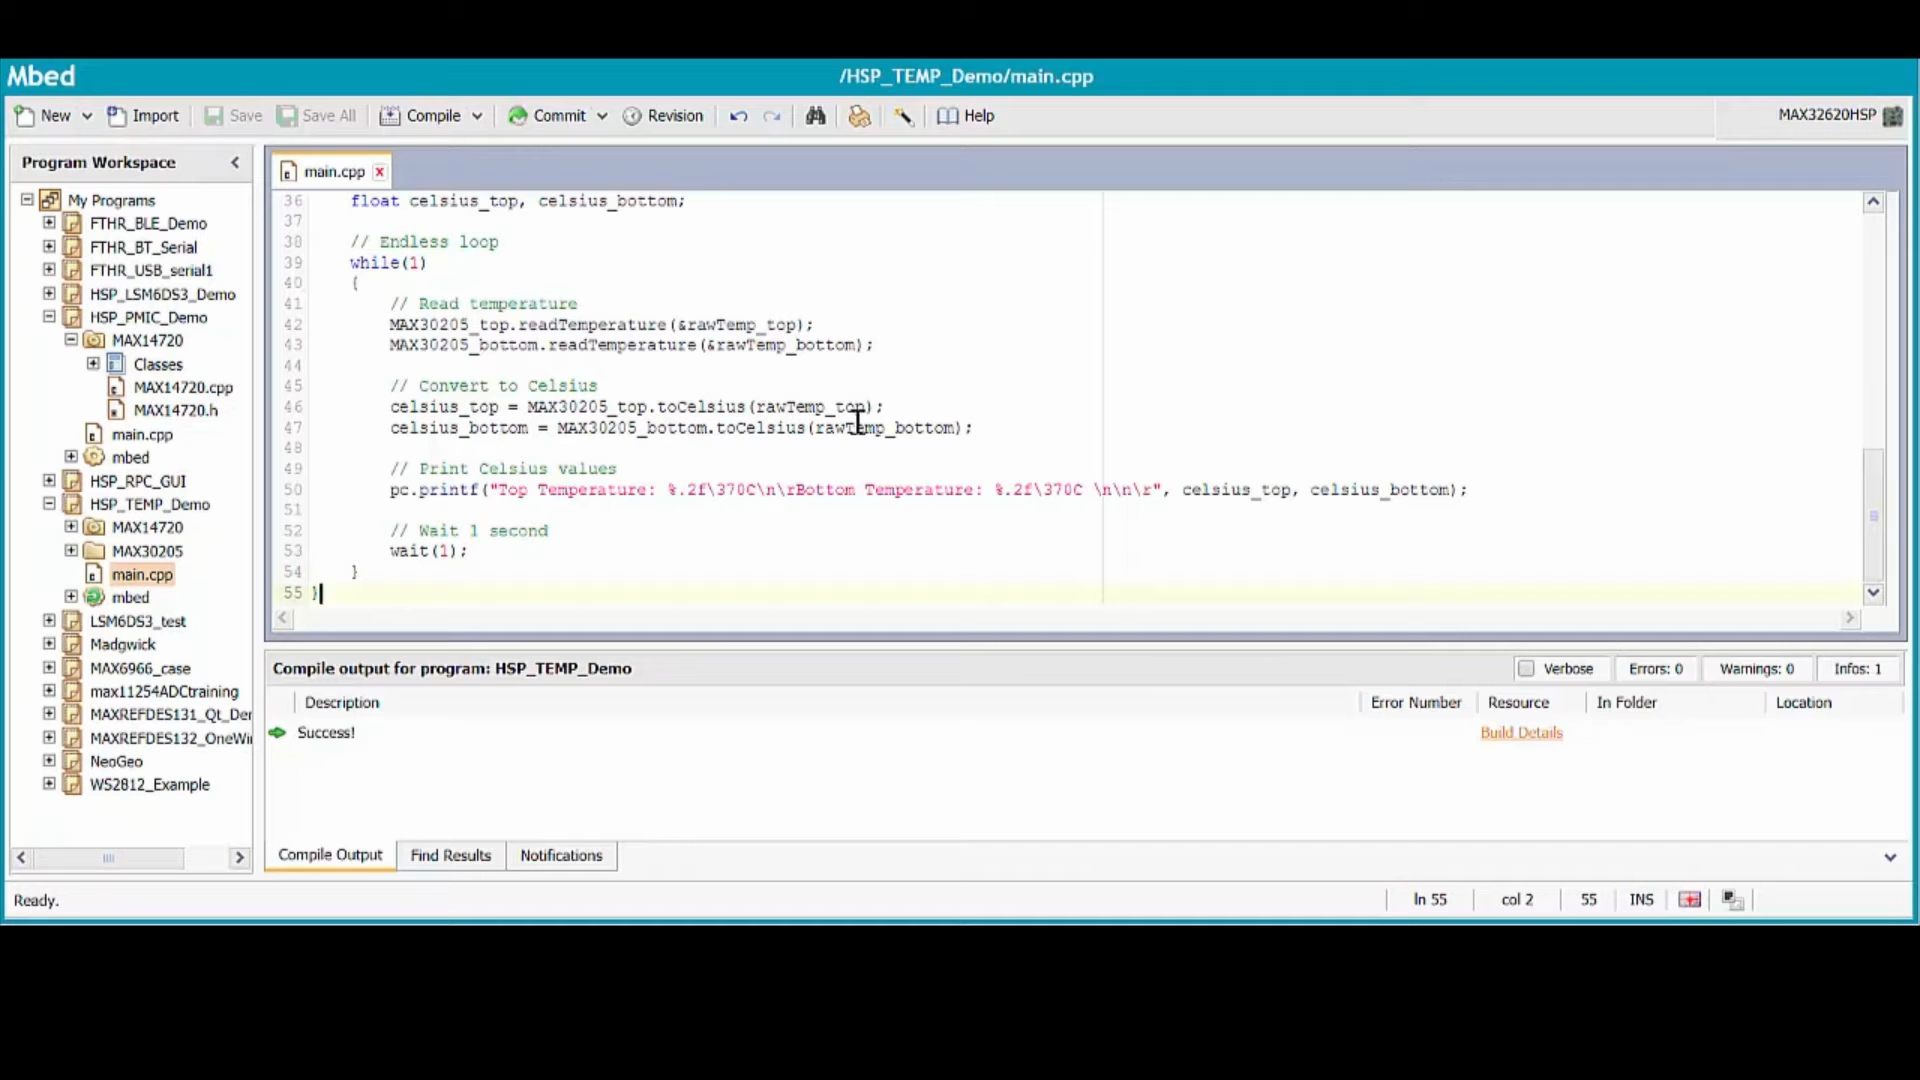 Mbed
/HSP_TEMP_Demo/main.cpp
New Import Save Save All Compile Commit Revision Help MAX32620HSP
Program Workspace
My Programs
FTHR_BLE_Demo
FTHR_BT_Serial
FTHR_USB_serial1
HSP_LSM6DS3_Demo
HSP_PMIC_Demo
MAX14720
Classes
MAX14720.cpp
MAX14720.h
main.cpp
mbed
HSP_RPC_GUI
HSP_TEMP_Demo
MAX14720
MAX30205
main.cpp
mbed
LSM6DS3_test
Madgwick
MAX6966_case
max11254ADCtraining
MAXREFDES131_Qt_Der
MAXREFDES132_OneWi
NeoGeo
WS2812_Example
main.cpp
36 float celsius_top, celsius_bottom;
37
38 // Endless loop
39 while(1)
40 {
41 // Read temperature
42 MAX30205_top.readTemperature(&rawTemp_top);
43 MAX30205_bottom.readTemperature(&rawTemp_bottom);
44
45 // Convert to Celsius
46 celsius_top = MAX30205_top.toCelsius(rawTemp_top);
47 celsius_bottom = MAX30205_bottom.toCelsius(rawTemp_bottom);
48
49 // Print Celsius values
50 pc.printf("Top Temperature: %.2f\370C\n\rBottom Temperature: %.2f\370C \n\n\r", celsius_top, celsius_bottom);
51
52 // Wait 1 second
53 wait(1);
54 }
55 }
Compile output for program: HSP_TEMP_Demo
Verbose Errors: 0 Warnings: 0 Infos: 1
Description Error Number Resource In Folder Location
Success! Build Details
Compile Output Find Results Notifications
Ready. ln 55 col 2 55 INS